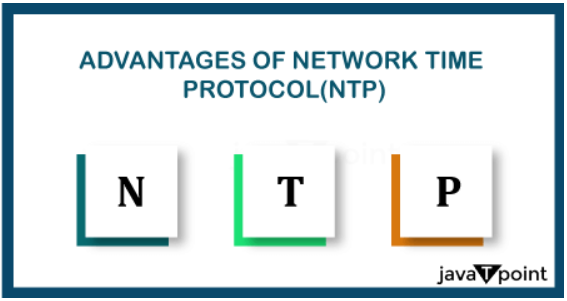 ADVANTAGES OF NETWORK TIME
PROTOCOL(NTP)
N T P
javaTpoint